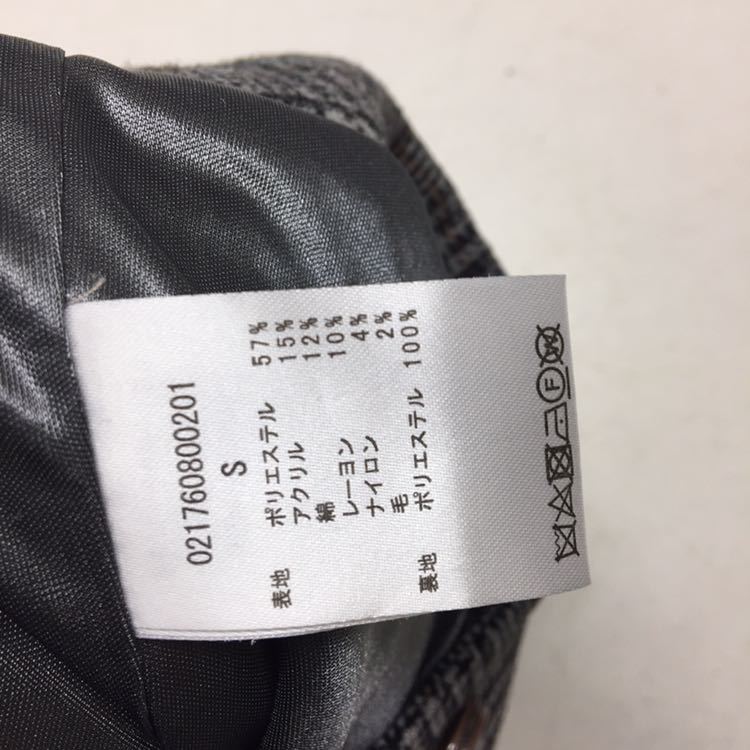 021760800201
S
表地 ポリエステル 57%
アクリル 15%
綿 12%
レーヨン 10%
ナイロン 4%
毛 2%
裏地 ポリエステル 100%
F W